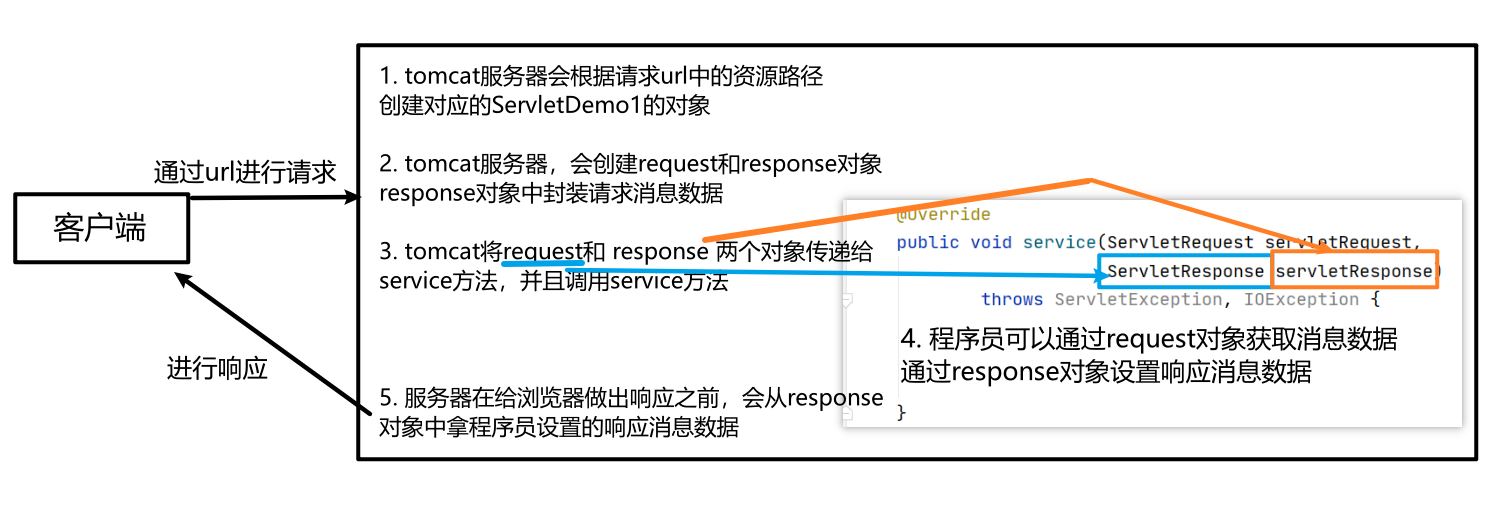 1. tomcat服务器会根据请求url中的资源路径
创建对应的ServletDemo1的对象
2. tomcat服务器，会创建request和response对象
response对象中封装请求消息数据
通过url进行请求
客户端
3. tomcat将request和 response 两个对象传递给
service方法，并且调用service方法
@Override
public void service(ServletRequest servletRequest,
ServletResponse servletResponse)
throws ServletException, IOException {
4. 程序员可以通过request对象获取消息数据
通过response对象设置响应消息数据
}
进行响应
5. 服务器在给浏览器做出响应之前，会从response
对象中拿程序员设置的响应消息数据